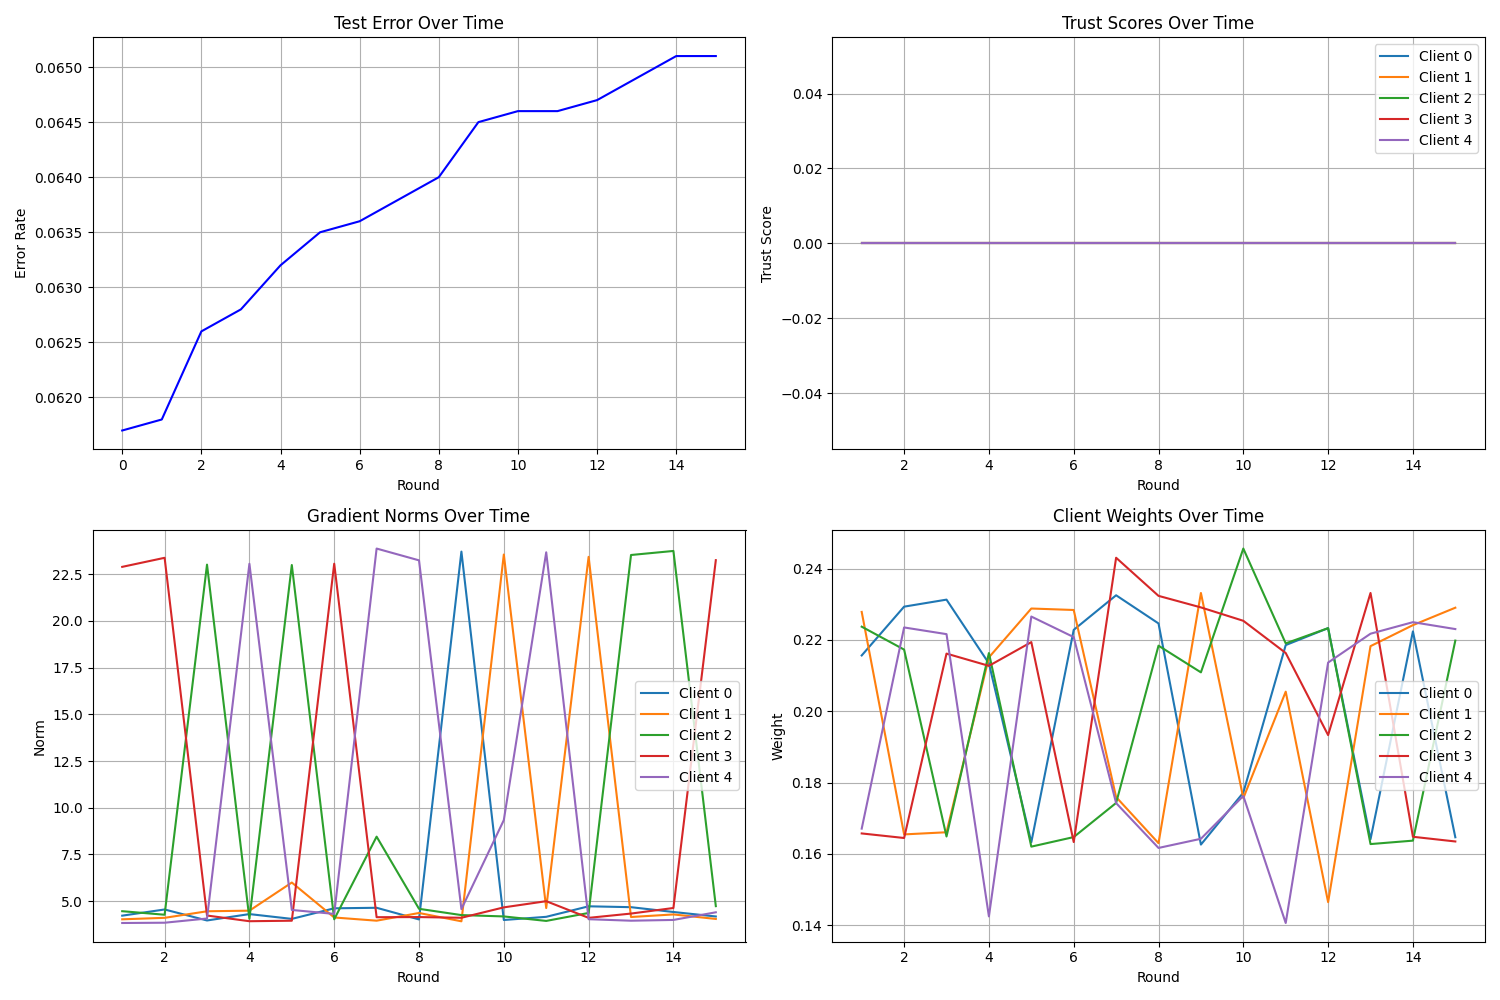 Test Error Over Time
Error Rate
0.0650
0.0645
0.0640
0.0635
0.0630
0.0625
0.0620
0 2 4 6 8 10 12 14
Round
Trust Scores Over Time
Trust Score
0.04
0.02
0.00
−0.02
−0.04
Client 0
Client 1
Client 2
Client 3
Client 4
2 4 6 8 10 12 14
Round
Gradient Norms Over Time
Norm
22.5
20.0
17.5
15.0
12.5
10.0
7.5
5.0
Client 0
Client 1
Client 2
Client 3
Client 4
2 4 6 8 10 12 14
Round
Client Weights Over Time
Weight
0.24
0.22
0.20
0.18
0.16
0.14
Client 0
Client 1
Client 2
Client 3
Client 4
2 4 6 8 10 12 14
Round